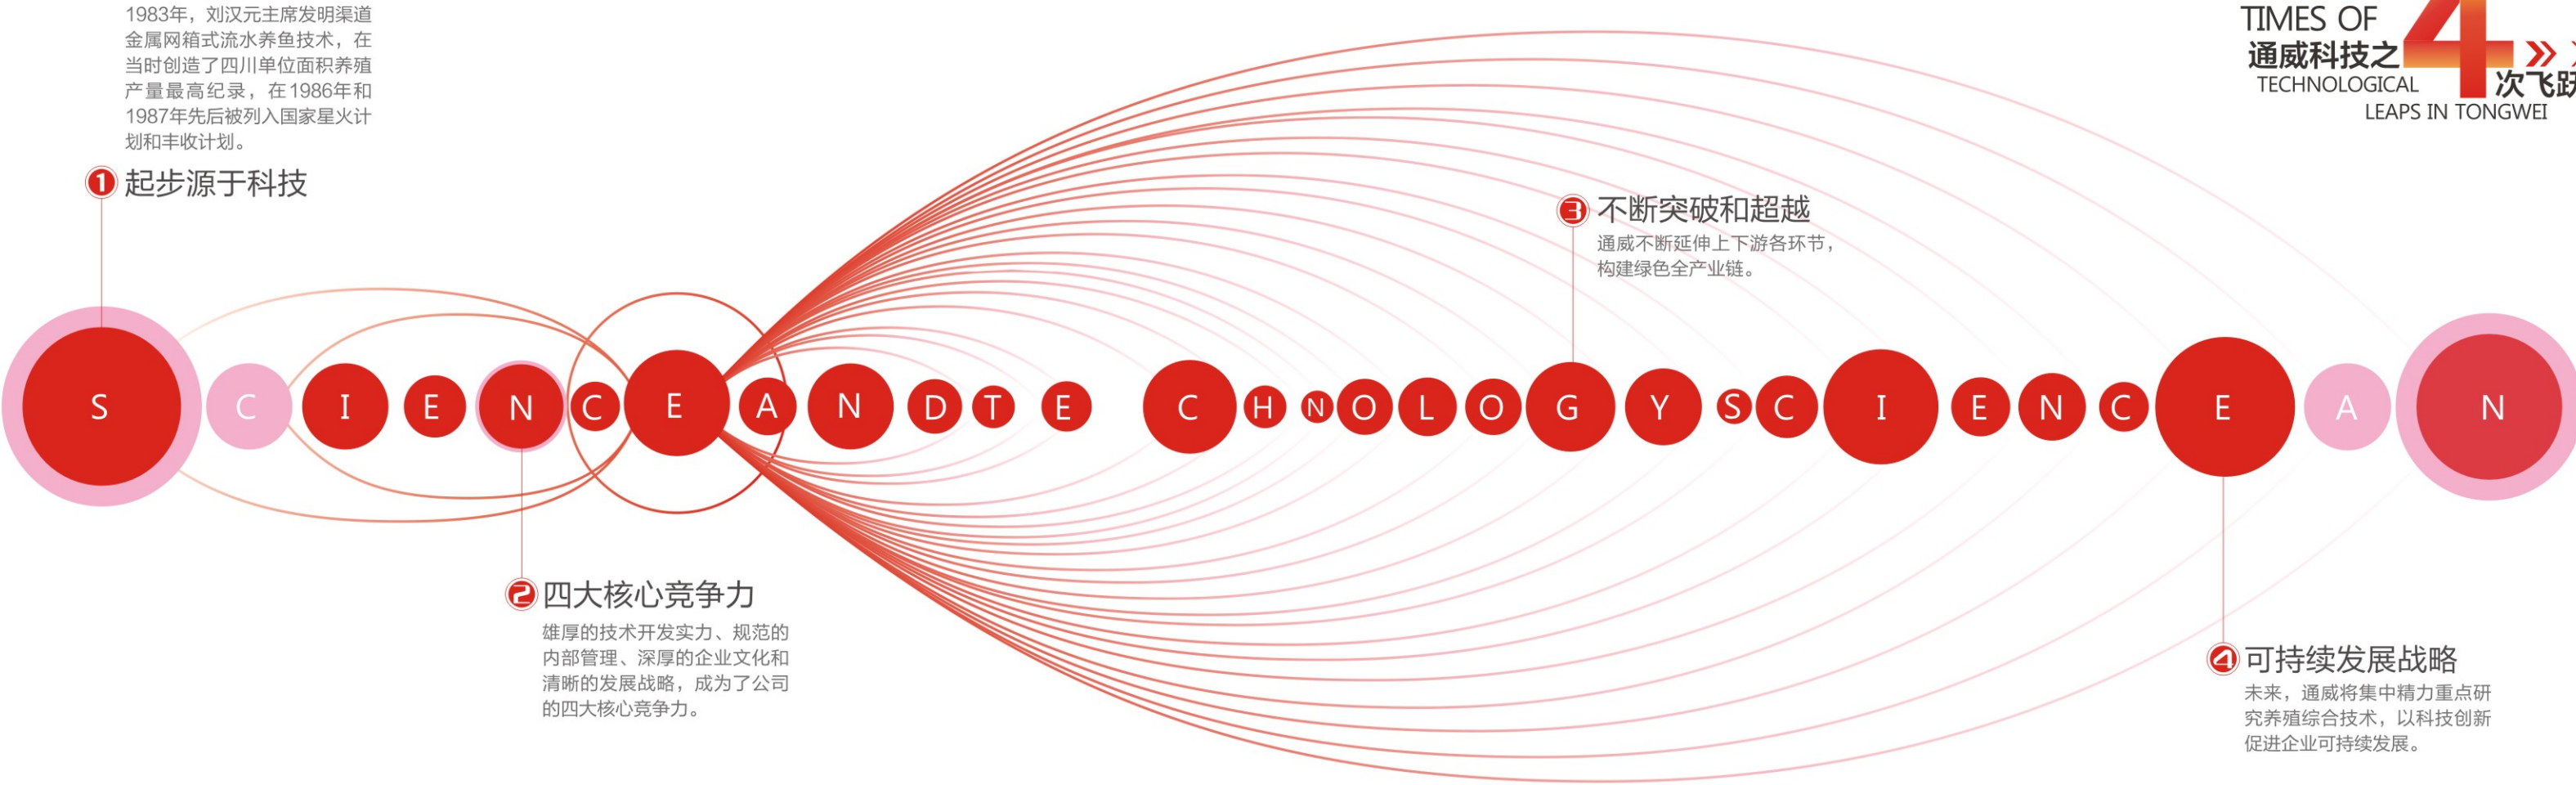 1983年，刘汉元主席发明渠道
金属网箱式流水养鱼技术，在
当时创造了四川单位面积养殖
产量最高纪录，在1986年和
1987年先后被列入国家星火计
划和丰收计划。
1 起步源于科技
TIMES OF
通威科技之4次飞跃
TECHNOLOGICAL
LEAPS IN TONGWEI
3 不断突破和超越
通威不断延伸上下游各环节，
构建绿色全产业链。
S C I E N C E A N D T E C H N O L O G Y S C I E N C E A N
2 四大核心竞争力
雄厚的技术开发实力、规范的
内部管理、深厚的企业文化和
清晰的发展战略，成为了公司
的四大核心竞争力。
4 可持续发展战略
未来，通威将集中精力重点研
究养殖综合技术，以科技创新
促进企业可持续发展。